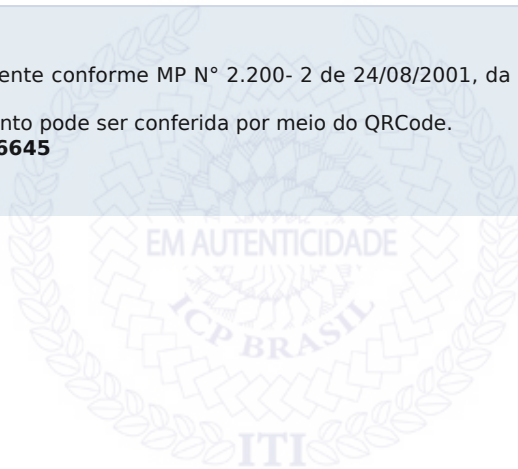 ente conforme MP N° 2.200- 2 de 24/08/2001, da
nto pode ser conferida por meio do QRCode.
6645
EM AUTENTICIDADE
ICP BRASIL
ITI